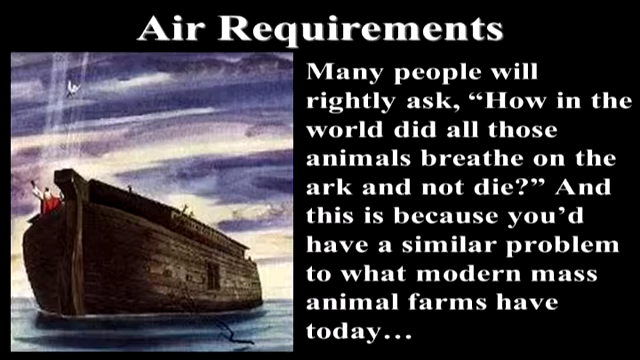 Air Requirements
Many people will
rightly ask, “How in the
world did all those
animals breathe on the
ark and not die?” And
this is because you’d
have a similar problem
to what modern mass
animal farms have
today…